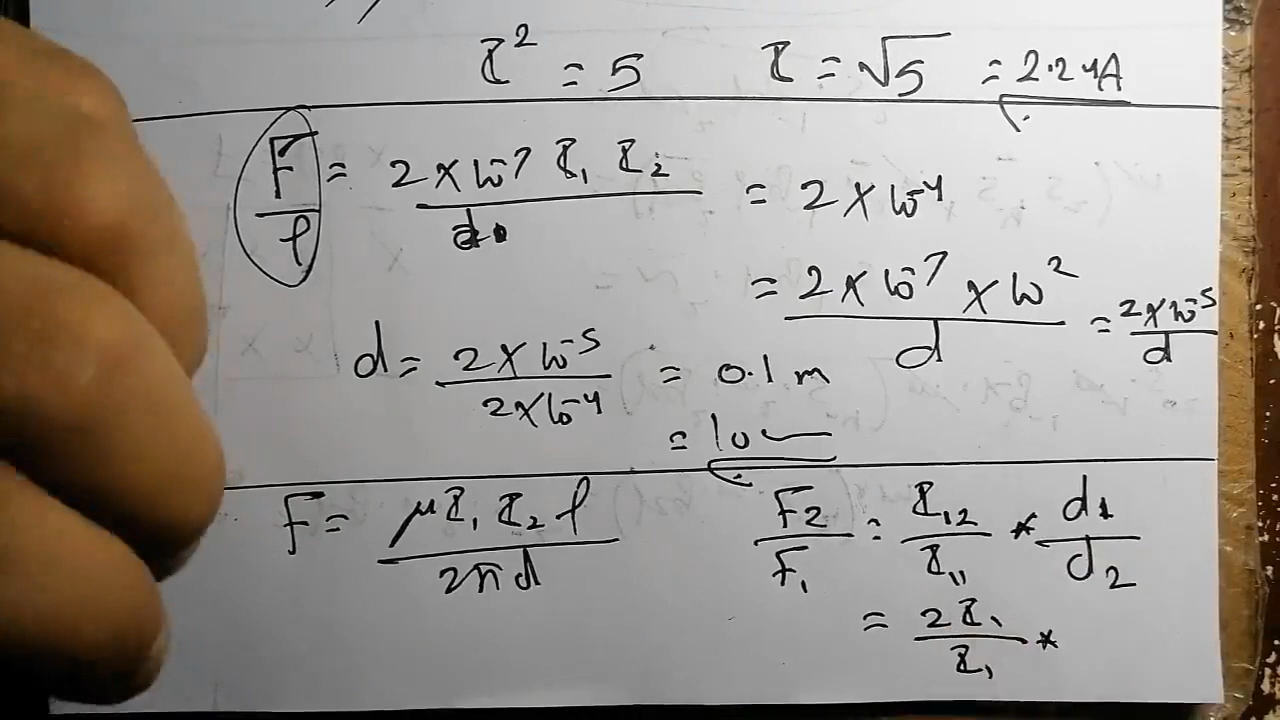 I² = 5    I = √5 = 2.24A
F/ℓ = 2×10⁻⁷ I₁ I₂ / d = 2×10⁻⁴
= 2×10⁻⁷ ×10² / d = 2×10⁻⁵ / d
d = 2×10⁻⁵ / 2×10⁻⁴ = 0.1 m
= 10
F = μI₁ I₂ ℓ / 2πd    F2 / F₁ = I₁₂ / I₁₁ * d1 / d2
= 2I₁ / I₁ *